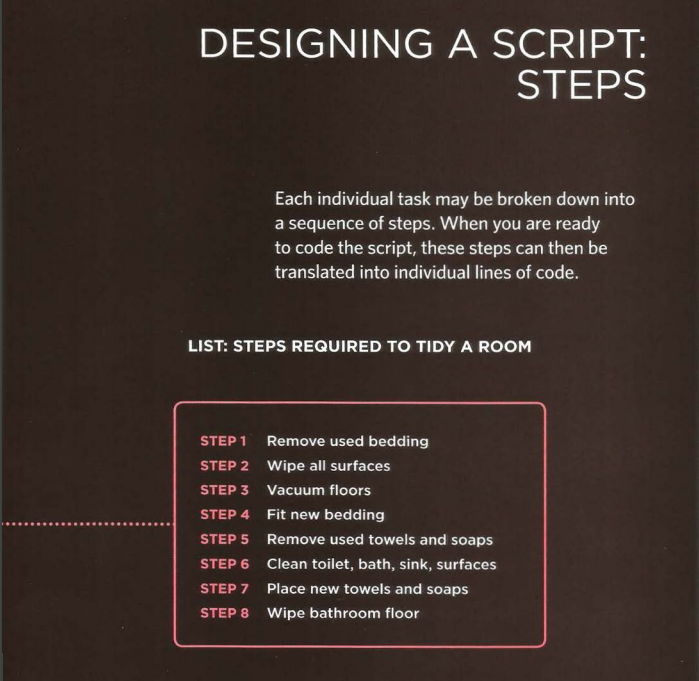 DESIGNING A SCRIPT:
STEPS
Each individual task may be broken down into
a sequence of steps. When you are ready
to code the script, these steps can then be
translated into individual lines of code.
LIST: STEPS REQUIRED TO TIDY A ROOM
STEP 1 Remove used bedding
STEP 2 Wipe all surfaces
STEP 3 Vacuum floors
STEP 4 Fit new bedding
STEP 5 Remove used towels and soaps
STEP 6 Clean toilet, bath, sink, surfaces
STEP 7 Place new towels and soaps
STEP 8 Wipe bathroom floor